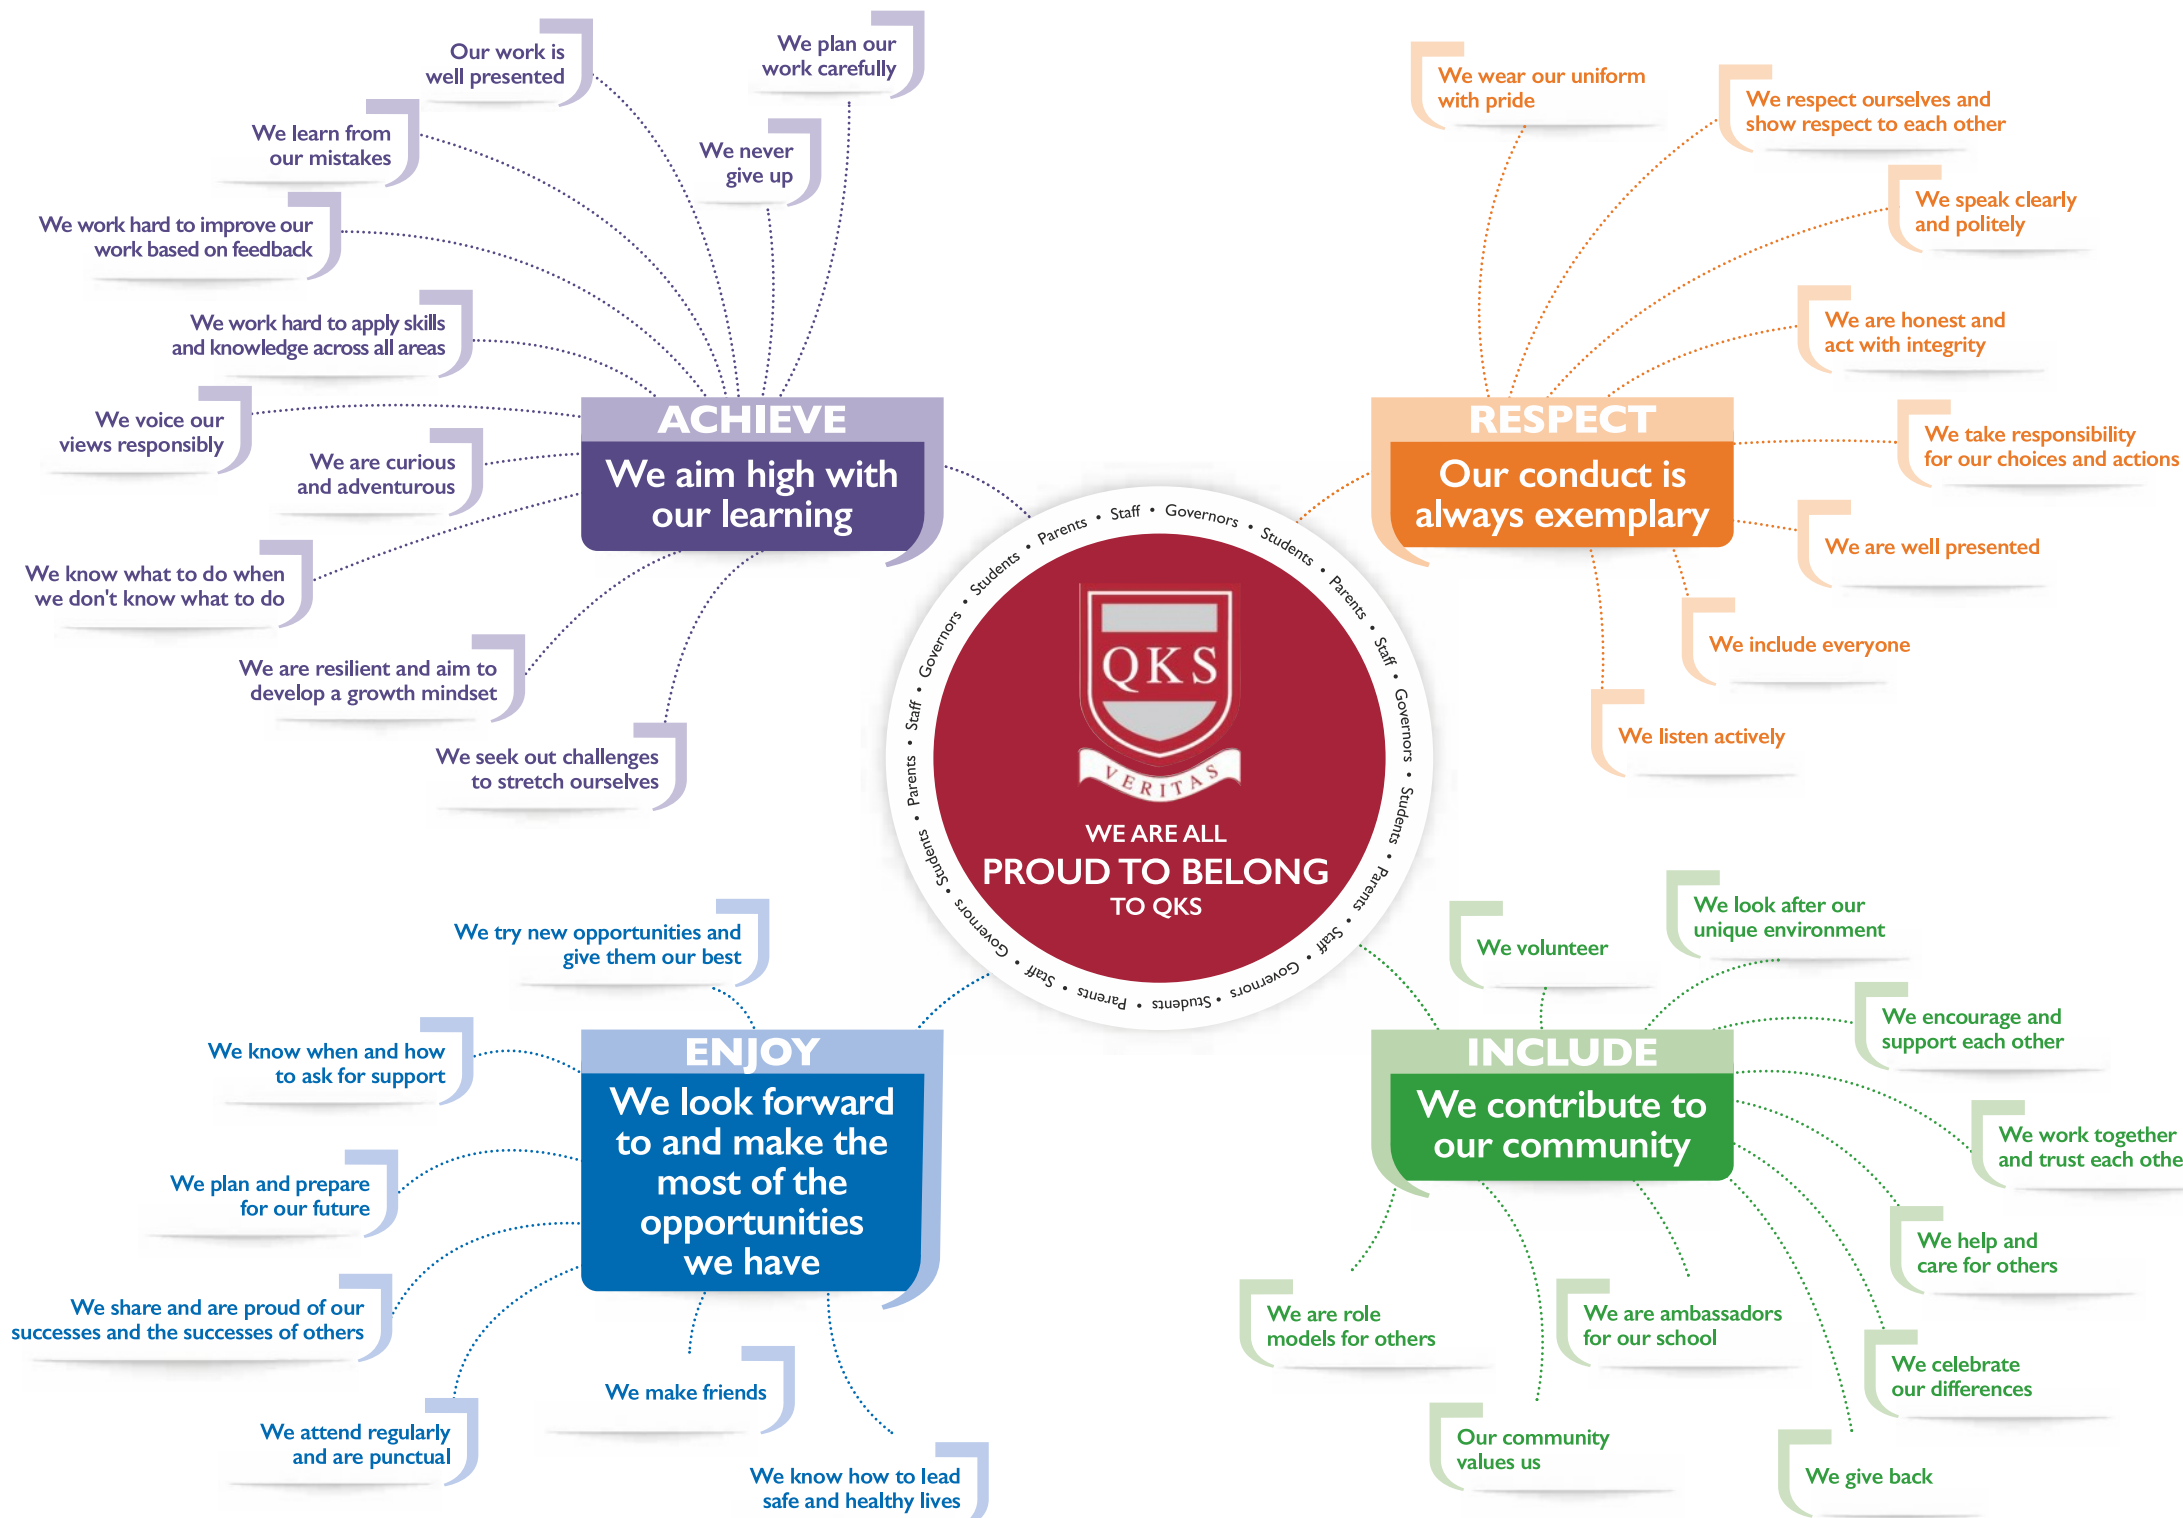 Our work is
well presented
We plan our
work carefully
We learn from
our mistakes
We never
give up
We work hard to improve our
work based on feedback
We work hard to apply skills
and knowledge across all areas
We voice our
views responsibly
We are curious
and adventurous
We know what to do when
we don't know what to do
We are resilient and aim to
develop a growth mindset
We seek out challenges
to stretch ourselves
ACHIEVE
We aim high with
our learning
We wear our uniform
with pride
We respect ourselves and
show respect to each other
We speak clearly
and politely
We are honest and
act with integrity
We take responsibility
for our choices and actions
We are well presented
We include everyone
We listen actively
RESPECT
Our conduct is
always exemplary
Students • Parents • Staff • Governors • Students • Parents • Staff • Governors • Students • Parents • Staff • Governors • Students • Parents • Staff • Governors • Students • Parents • Staff • Governors
QKS
VERITAS
WE ARE ALL
PROUD TO BELONG
TO QKS
We try new opportunities and
give them our best
We know when and how
to ask for support
We plan and prepare
for our future
We share and are proud of our
successes and the successes of others
We attend regularly
and are punctual
We make friends
We know how to lead
safe and healthy lives
ENJOY
We look forward
to and make the
most of the
opportunities
we have
We volunteer
We look after our
unique environment
We encourage and
support each other
We work together
and trust each othe
We help and
care for others
We celebrate
our differences
We give back
We are ambassadors
for our school
Our community
values us
We are role
models for others
INCLUDE
We contribute to
our community